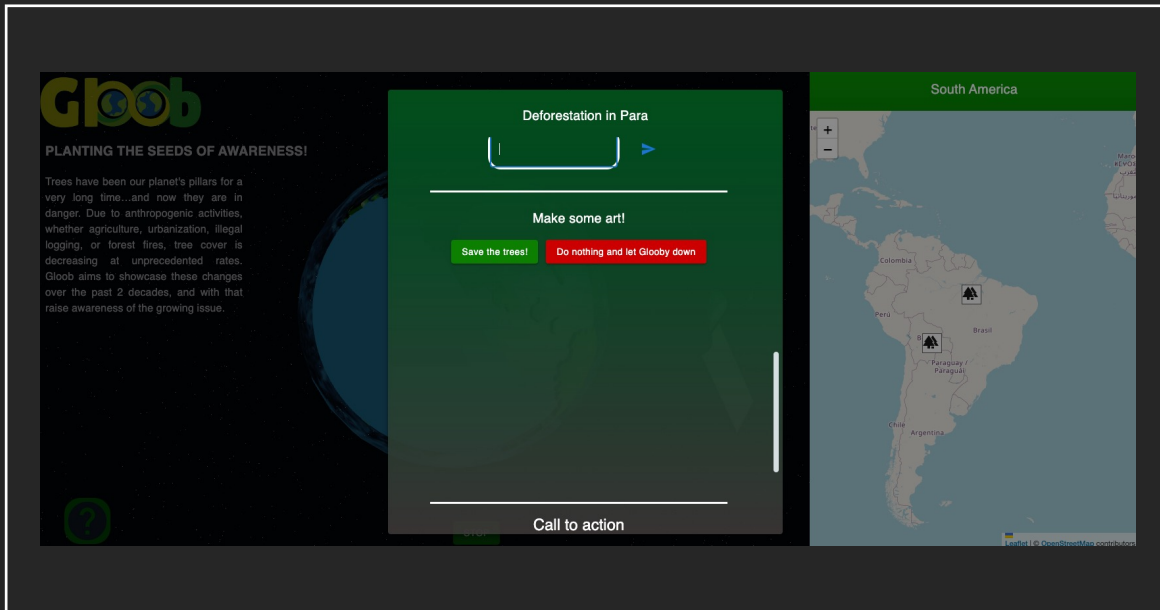 Gloob
PLANTING THE SEEDS OF AWARENESS!
Trees have been our planet's pillars for a
very long time...and now they are in
danger. Due to anthropogenic activities,
whether agriculture, urbanization, illegal
logging, or forest fires, tree cover is
decreasing at unprecedented rates.
Gloob aims to showcase these changes
over the past 2 decades, and with that
raise awareness of the growing issue.
?
Deforestation in Para
Make some art!
Save the trees!
Do nothing and let Glooby down
Call to action
STOP
South America
+
−
Colombia
Perú
Brasil
Paraguay /
Paraguái
Chile
Argentina
Leaflet | © OpenStreetMap contributors